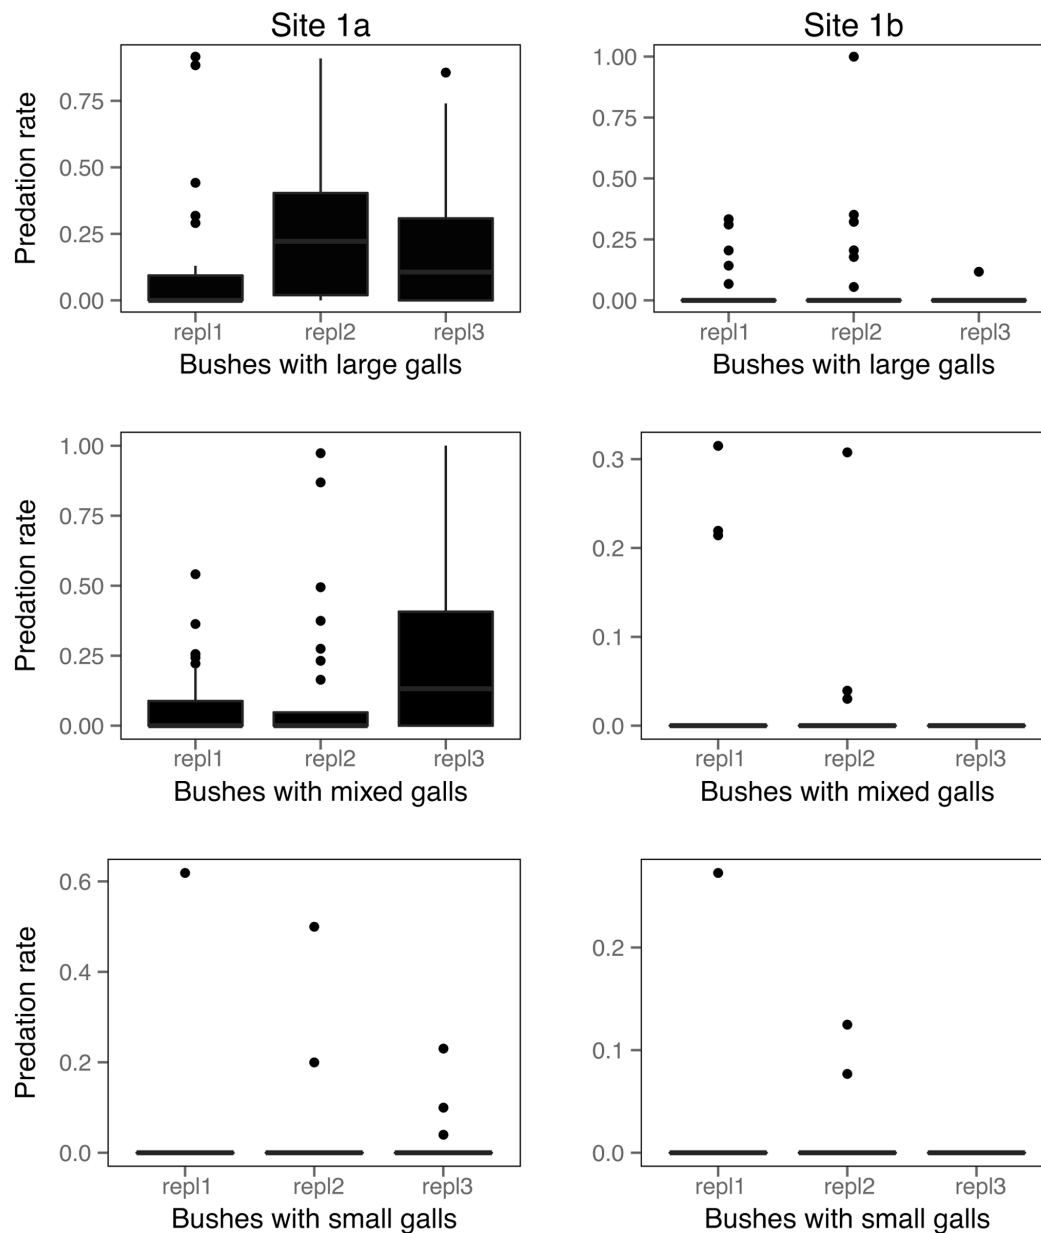 Site 1a
Site 1b
Predation rate
0.75
0.50
0.25
0.00
repl1 repl2 repl3
Bushes with large galls
1.00
0.75
0.50
0.25
0.00
repl1 repl2 repl3
Bushes with large galls
Predation rate
1.00
0.75
0.50
0.25
0.00
repl1 repl2 repl3
Bushes with mixed galls
0.3
0.2
0.1
0.0
repl1 repl2 repl3
Bushes with mixed galls
Predation rate
0.6
0.4
0.2
0.0
repl1 repl2 repl3
Bushes with small galls
0.2
0.1
0.0
repl1 repl2 repl3
Bushes with small galls